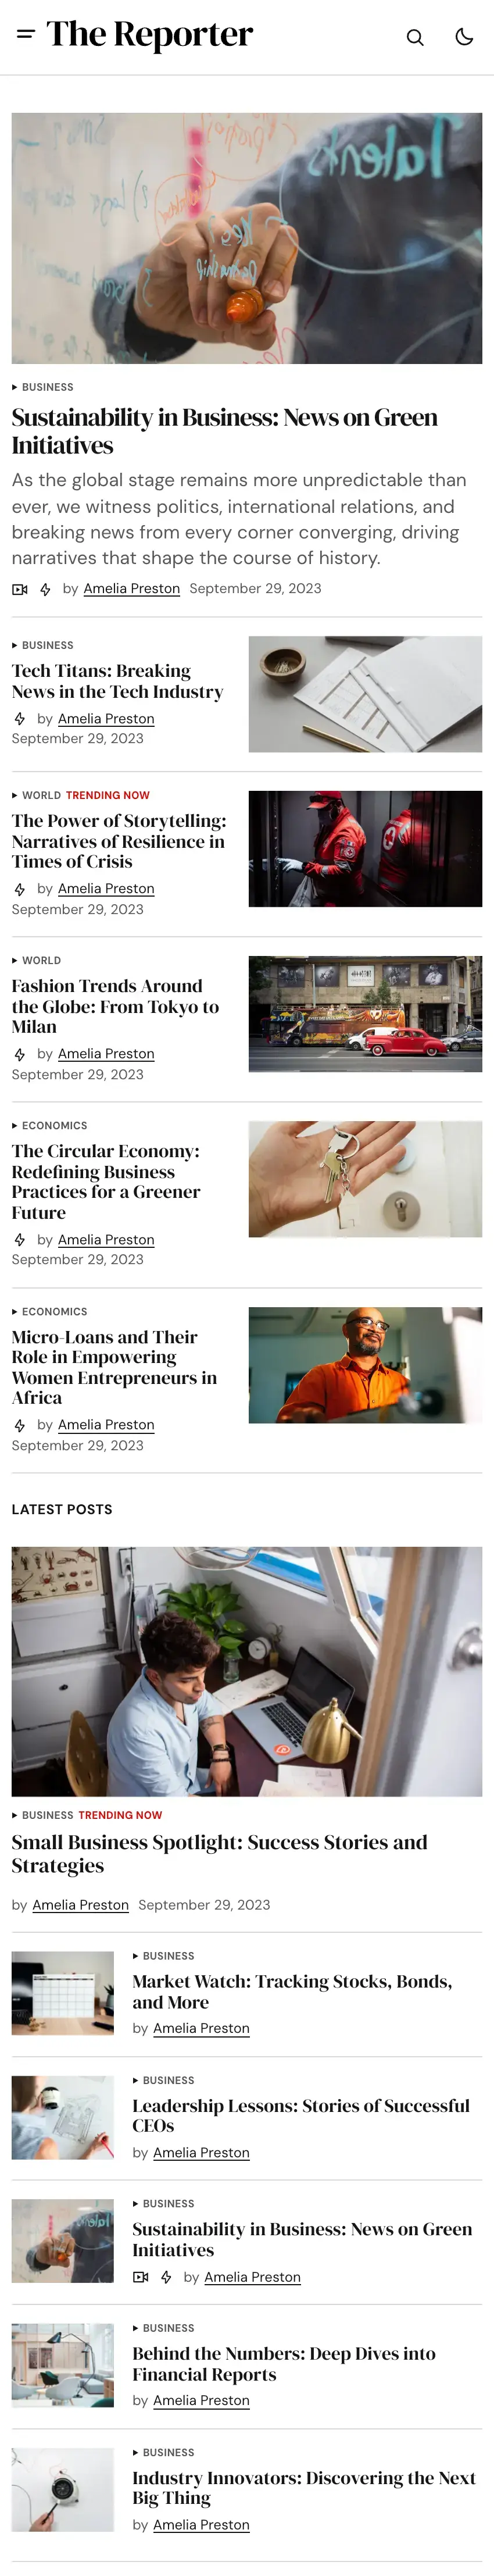 The Reporter
Talents
BUSINESS
Sustainability in Business: News on Green
Initiatives
As the global stage remains more unpredictable than
ever, we witness politics, international relations, and
breaking news from every corner converging, driving
narratives that shape the course of history.
by Amelia Preston September 29, 2023
BUSINESS
Tech Titans: Breaking
News in the Tech Industry
by Amelia Preston
September 29, 2023
WORLD TRENDING NOW
The Power of Storytelling:
Narratives of Resilience in
Times of Crisis
by Amelia Preston
September 29, 2023
WORLD
Fashion Trends Around
the Globe: From Tokyo to
Milan
by Amelia Preston
September 29, 2023
ECONOMICS
The Circular Economy:
Redefining Business
Practices for a Greener
Future
by Amelia Preston
September 29, 2023
ECONOMICS
Micro-Loans and Their
Role in Empowering
Women Entrepreneurs in
Africa
by Amelia Preston
September 29, 2023
LATEST POSTS
BUSINESS TRENDING NOW
Small Business Spotlight: Success Stories and
Strategies
by Amelia Preston September 29, 2023
BUSINESS
Market Watch: Tracking Stocks, Bonds,
and More
by Amelia Preston
BUSINESS
Leadership Lessons: Stories of Successful
CEOs
by Amelia Preston
BUSINESS
Sustainability in Business: News on Green
Initiatives
by Amelia Preston
BUSINESS
Behind the Numbers: Deep Dives into
Financial Reports
by Amelia Preston
BUSINESS
Industry Innovators: Discovering the Next
Big Thing
by Amelia Preston